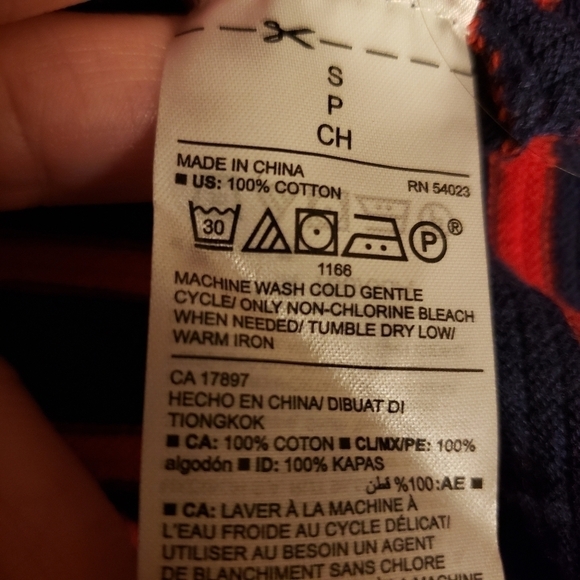 S
P
CH
MADE IN CHINA
■ US: 100% COTTON RN 54023
30 P ®
1166
MACHINE WASH COLD GENTLE
CYCLE/ ONLY NON-CHLORINE BLEACH
WHEN NEEDED/ TUMBLE DRY LOW/
WARM IRON
CA 17897
HECHO EN CHINA/ DIBUAT DI
TIONGKOK
■ CA: 100% COTON ■ CL/MX/PE: 100%
algodón ■ ID: 100% KAPAS
■ AE: 100% قطن
■ CA: LAVER À LA MACHINE À
L'EAU FROIDE AU CYCLE DÉLICAT/
UTILISER AU BESOIN UN AGENT
DE BLANCHIMENT SANS CHLORE